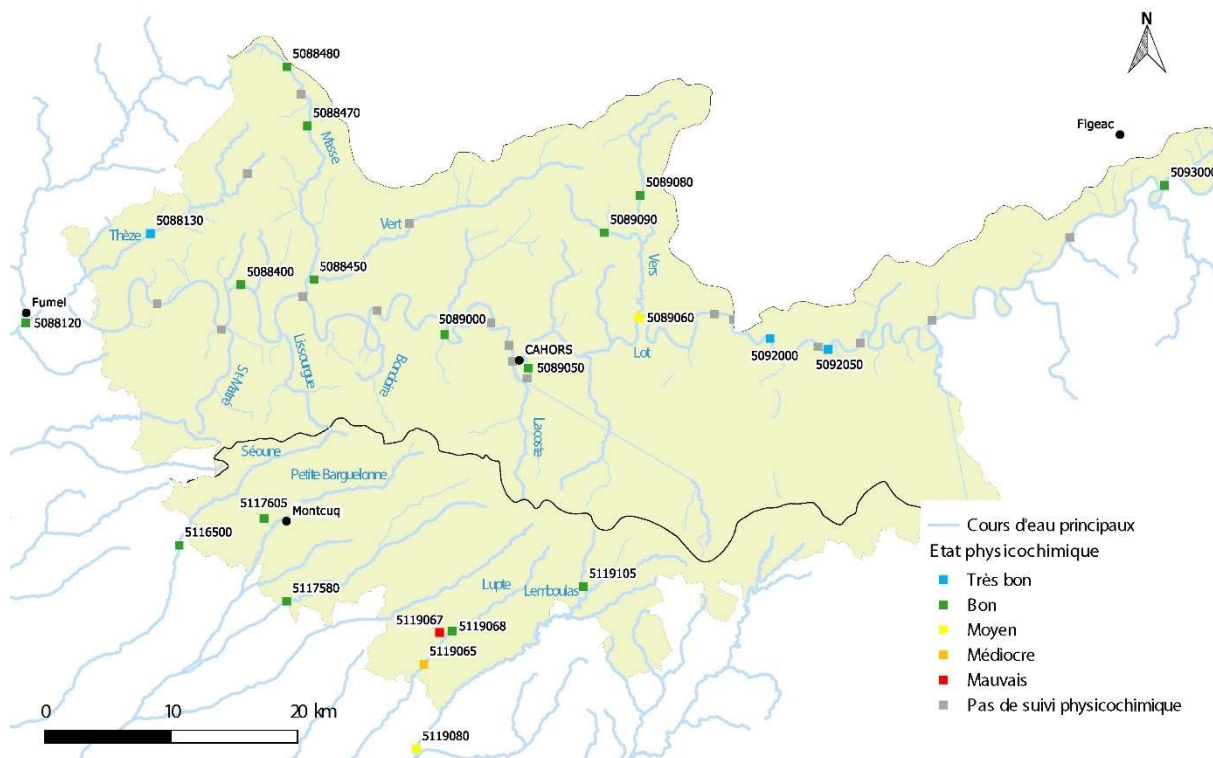 N
5088480
5088470
Masse
Figeac
5093000
5089080
5088130
Thèze
Vert
5089090
Vers
5088400
5088450
Fumel
5088120
5089000
5089060
CAHORS
Lot
5089050
5092000
5092050
St-Matré
Lissourgue
Bondoire
Lacoste
Séoune
Petite Barguelonne
5117605
Montcuq
5116500
5117580
Lupte
Lemboulas
5119105
5119067
5119068
5119065
5119080
0 10 20 km
Cours d'eau principaux
Etat physicochimique
Très bon
Bon
Moyen
Médiocre
Mauvais
Pas de suivi physicochimique